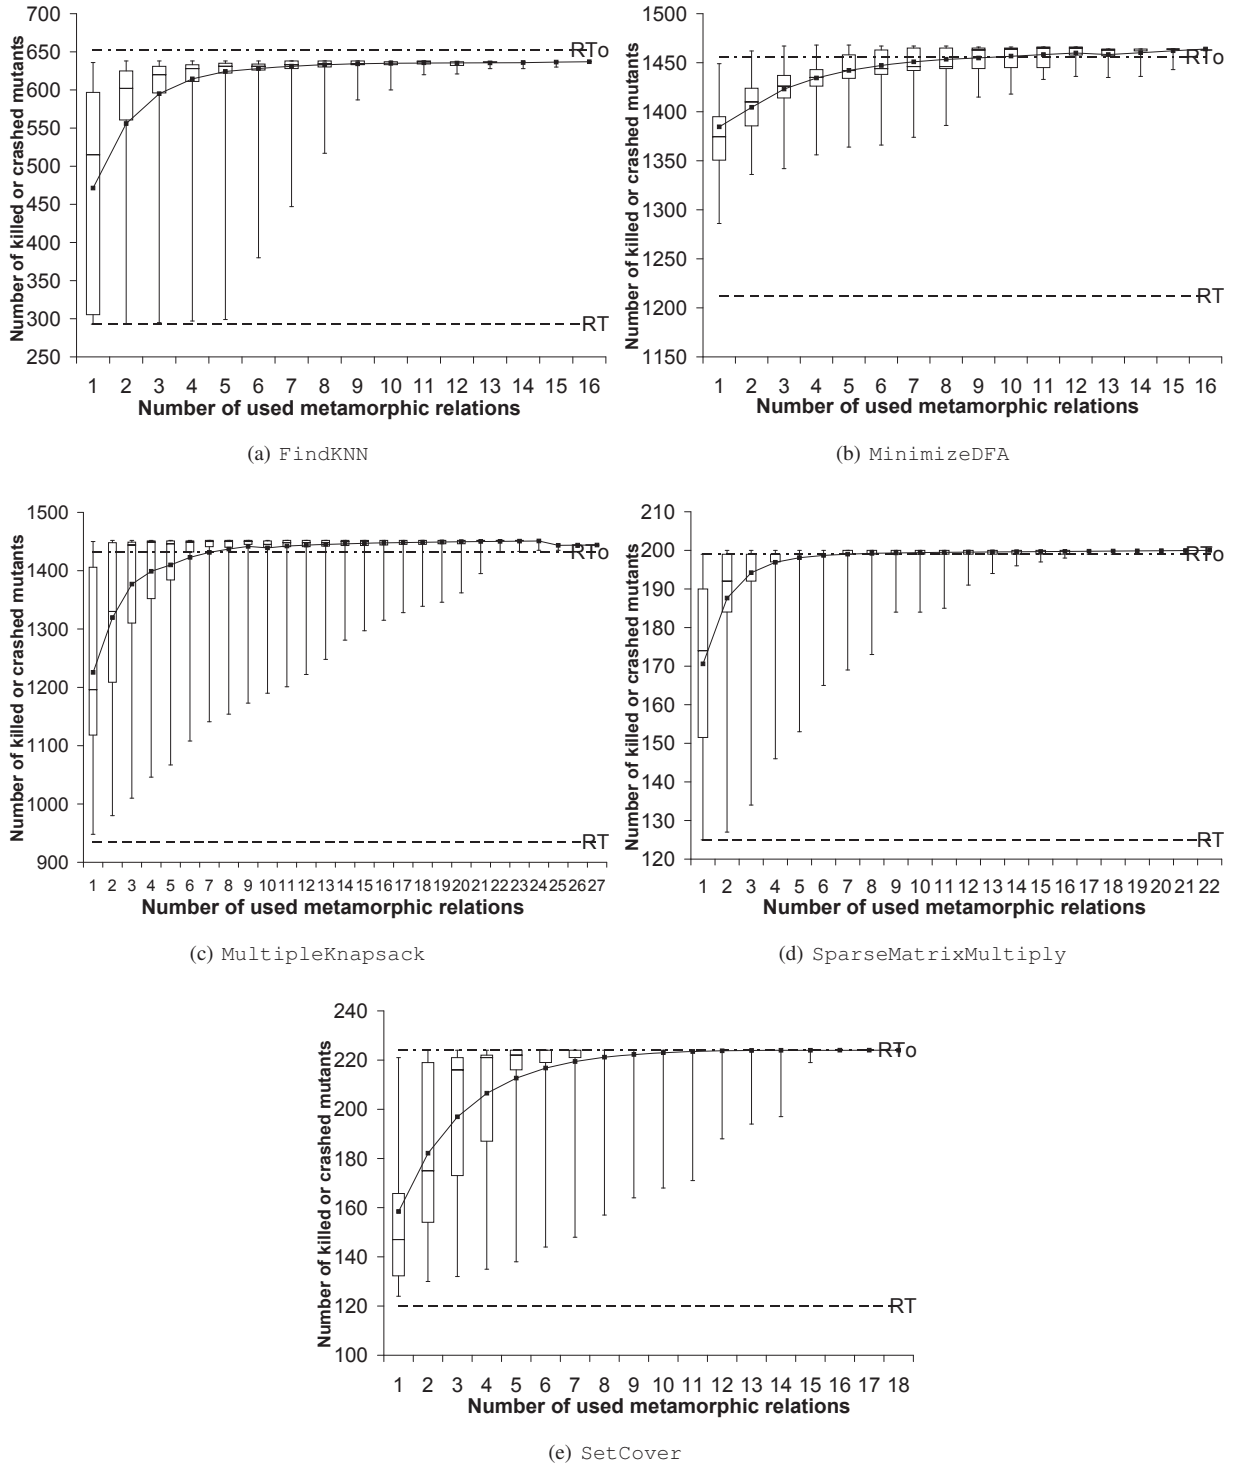 700
650
600
550
500
450
400
350
300
250
Number of killed or crashed mutants
RTo
RT
1 2 3 4 5 6 7 8 9 10 11 12 13 14 15 16
Number of used metamorphic relations
(a) FindKNN
1500
1450
1400
1350
1300
1250
1200
1150
Number of killed or crashed mutants
RTo
RT
1 2 3 4 5 6 7 8 9 10 11 12 13 14 15 16
Number of used metamorphic relations
(b) MinimizeDFA
1500
1400
1300
1200
1100
1000
900
Number of killed or crashed mutants
RTo
RT
1 2 3 4 5 6 7 8 9 10 11 12 13 14 15 16 17 18 19 20 21 22 23 24 25 26 27
Number of used metamorphic relations
(c) MultipleKnapsack
210
200
190
180
170
160
150
140
130
120
Number of killed or crashed mutants
RTo
RT
1 2 3 4 5 6 7 8 9 10 11 12 13 14 15 16 17 18 19 20 21 22
Number of used metamorphic relations
(d) SparseMatrixMultiply
240
220
200
180
160
140
120
100
Number of killed or crashed mutants
RTo
RT
1 2 3 4 5 6 7 8 9 10 11 12 13 14 15 16 17 18
Number of used metamorphic relations
(e) SetCover